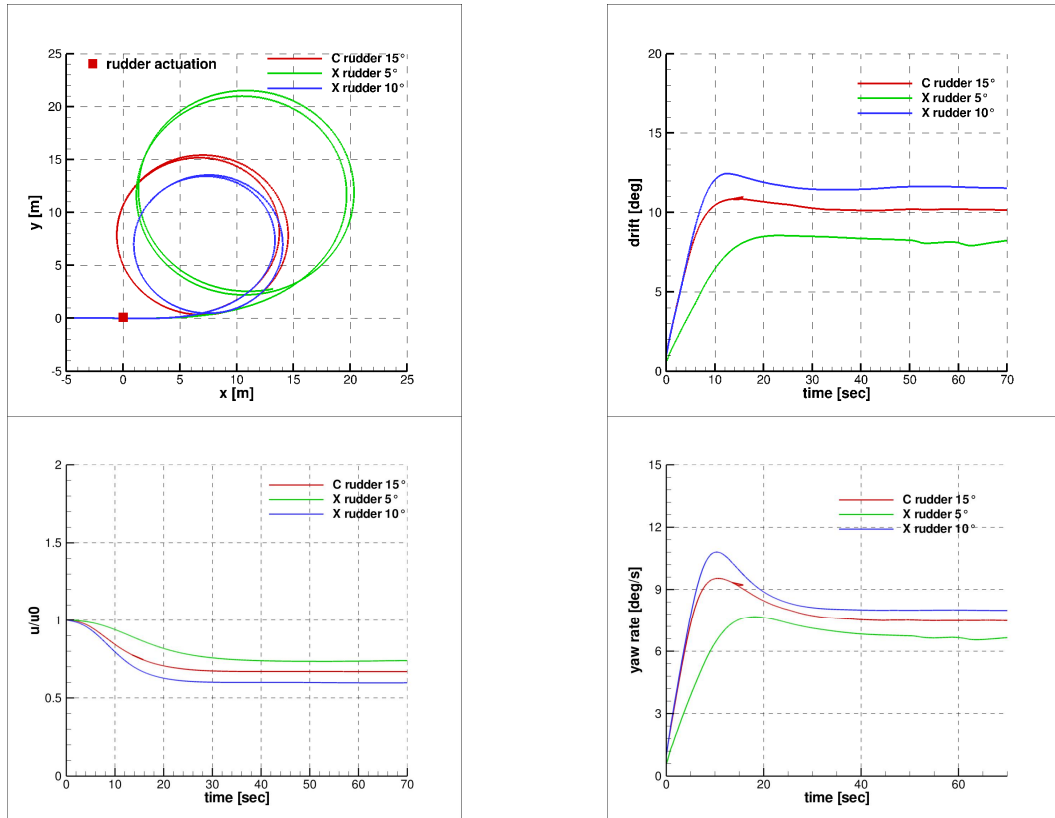 25
20
15
10
5
0
-5
y [m]
rudder actuation
C rudder 15°
X rudder 5°
X rudder 10°
-5 0 5 10 15 20 25
x [m]
20
15
10
5
0
drift [deg]
C rudder 15°
X rudder 5°
X rudder 10°
0 10 20 30 40 50 60 70
time [sec]
2
1.5
1
0.5
0
u/u0
C rudder 15°
X rudder 5°
X rudder 10°
0 10 20 30 40 50 60 70
time [sec]
15
12
9
6
3
0
yaw rate [deg/s]
C rudder 15°
X rudder 5°
X rudder 10°
0 20 40 60
time [sec]